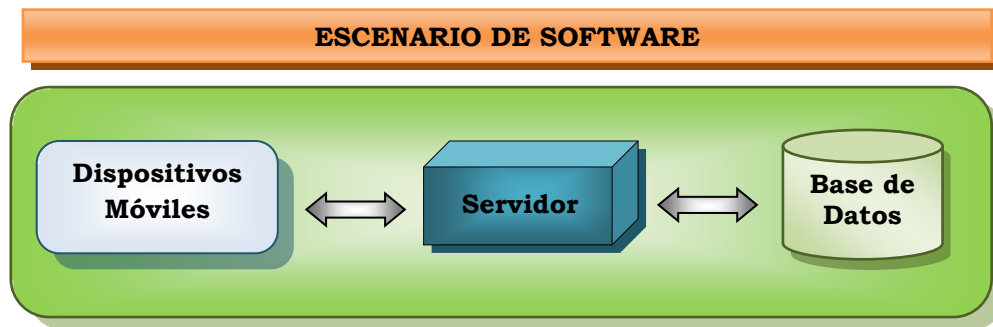 ESCENARIO DE SOFTWARE
Dispositivos
Móviles
Servidor
Base de
Datos